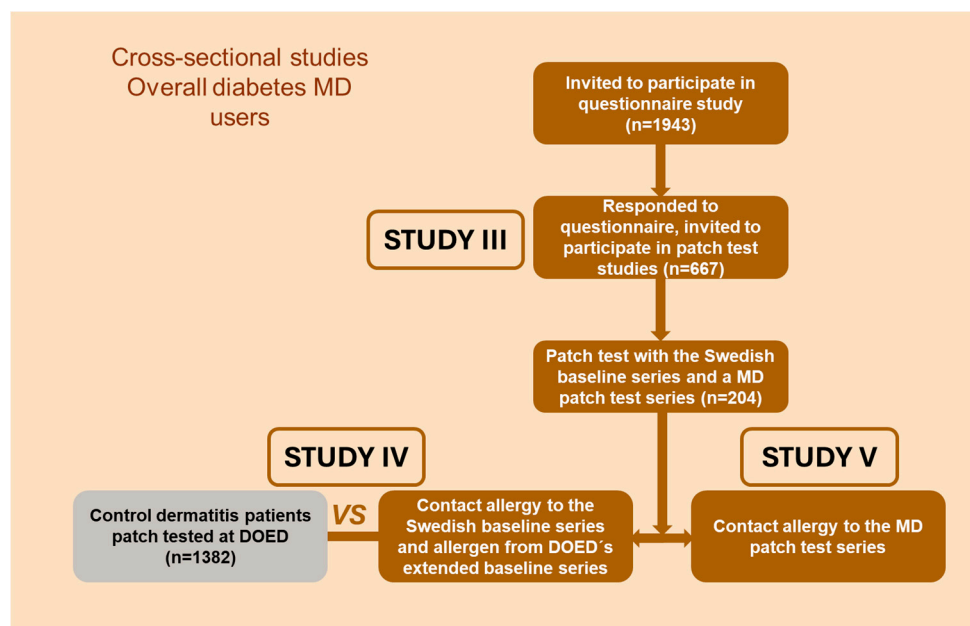 Cross-sectional studies
Overall diabetes MD
users
Invited to participate in
questionnaire study
(n=1943)
STUDY III
Responded to
questionnaire, invited to
participate in patch test
studies (n=667)
Patch test with the Swedish
baseline series and a MD
patch test series (n=204)
STUDY IV
STUDY V
Control dermatitis patients
patch tested at DOED
(n=1382)
VS
Contact allergy to the
Swedish baseline series
and allergen from DOED´s
extended baseline series
Contact allergy to the MD
patch test series